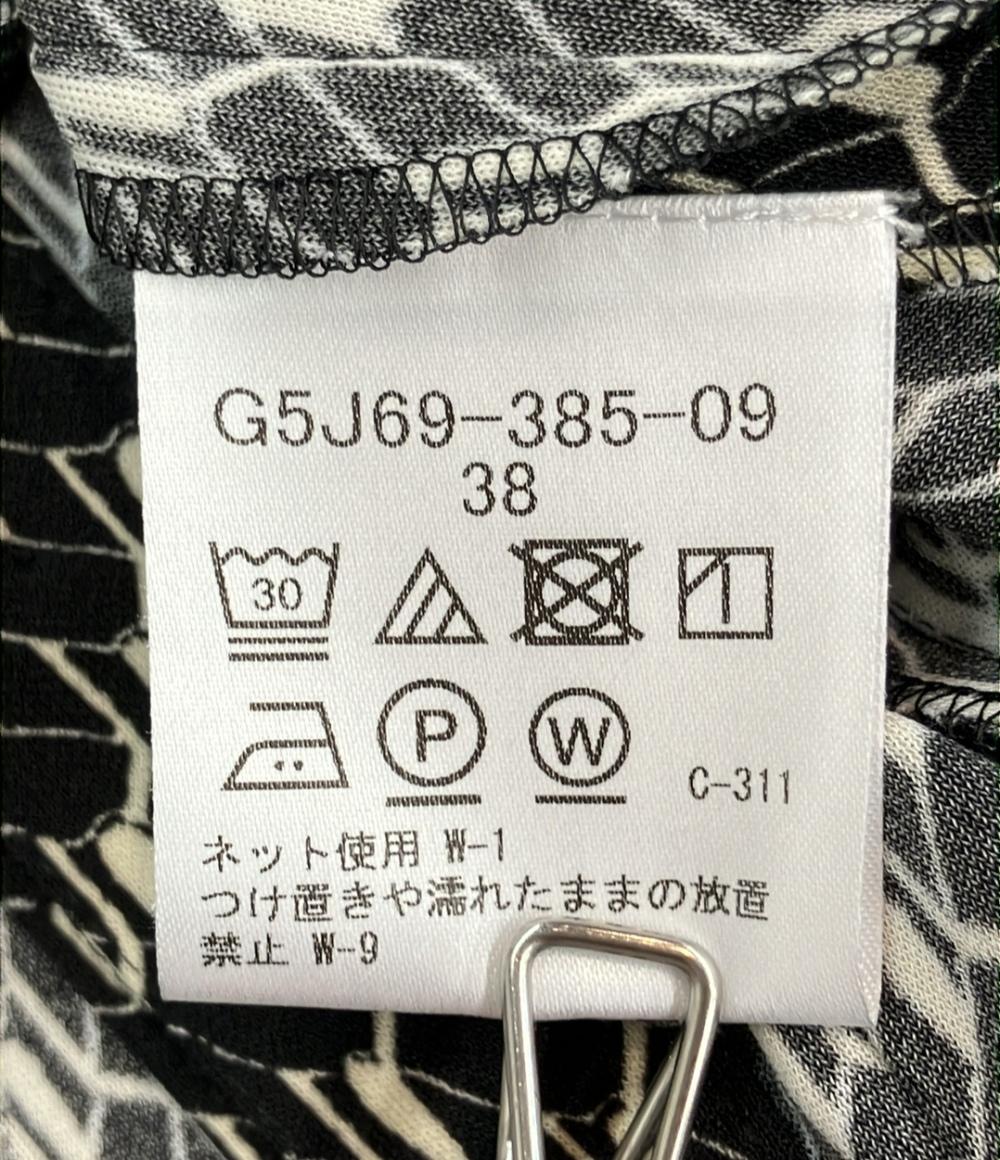 G5J69-385-09
38
30
P W C-311
ネット使用 W-1
つけ置きや濡れたままの放置
禁止 W-9